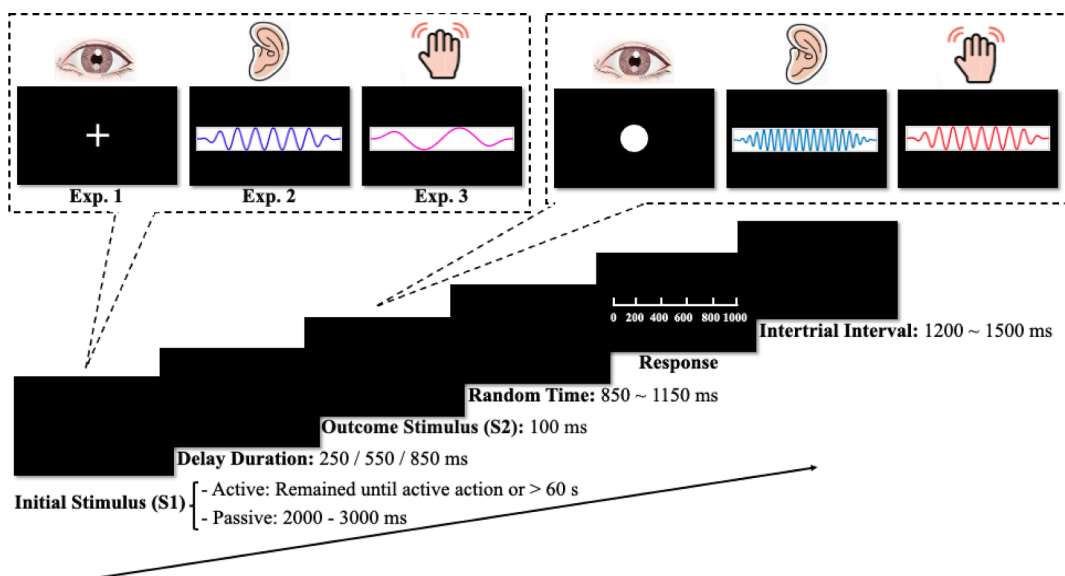 Exp. 1
Exp. 2
Exp. 3
0 200 400 600 800 1000
Intertrial Interval: 1200 ~ 1500 ms
Response
Random Time: 850 ~ 1150 ms
Outcome Stimulus (S2): 100 ms
Delay Duration: 250 / 550 / 850 ms
Initial Stimulus (S1)
- Active: Remained until active action or > 60 s
- Passive: 2000 - 3000 ms